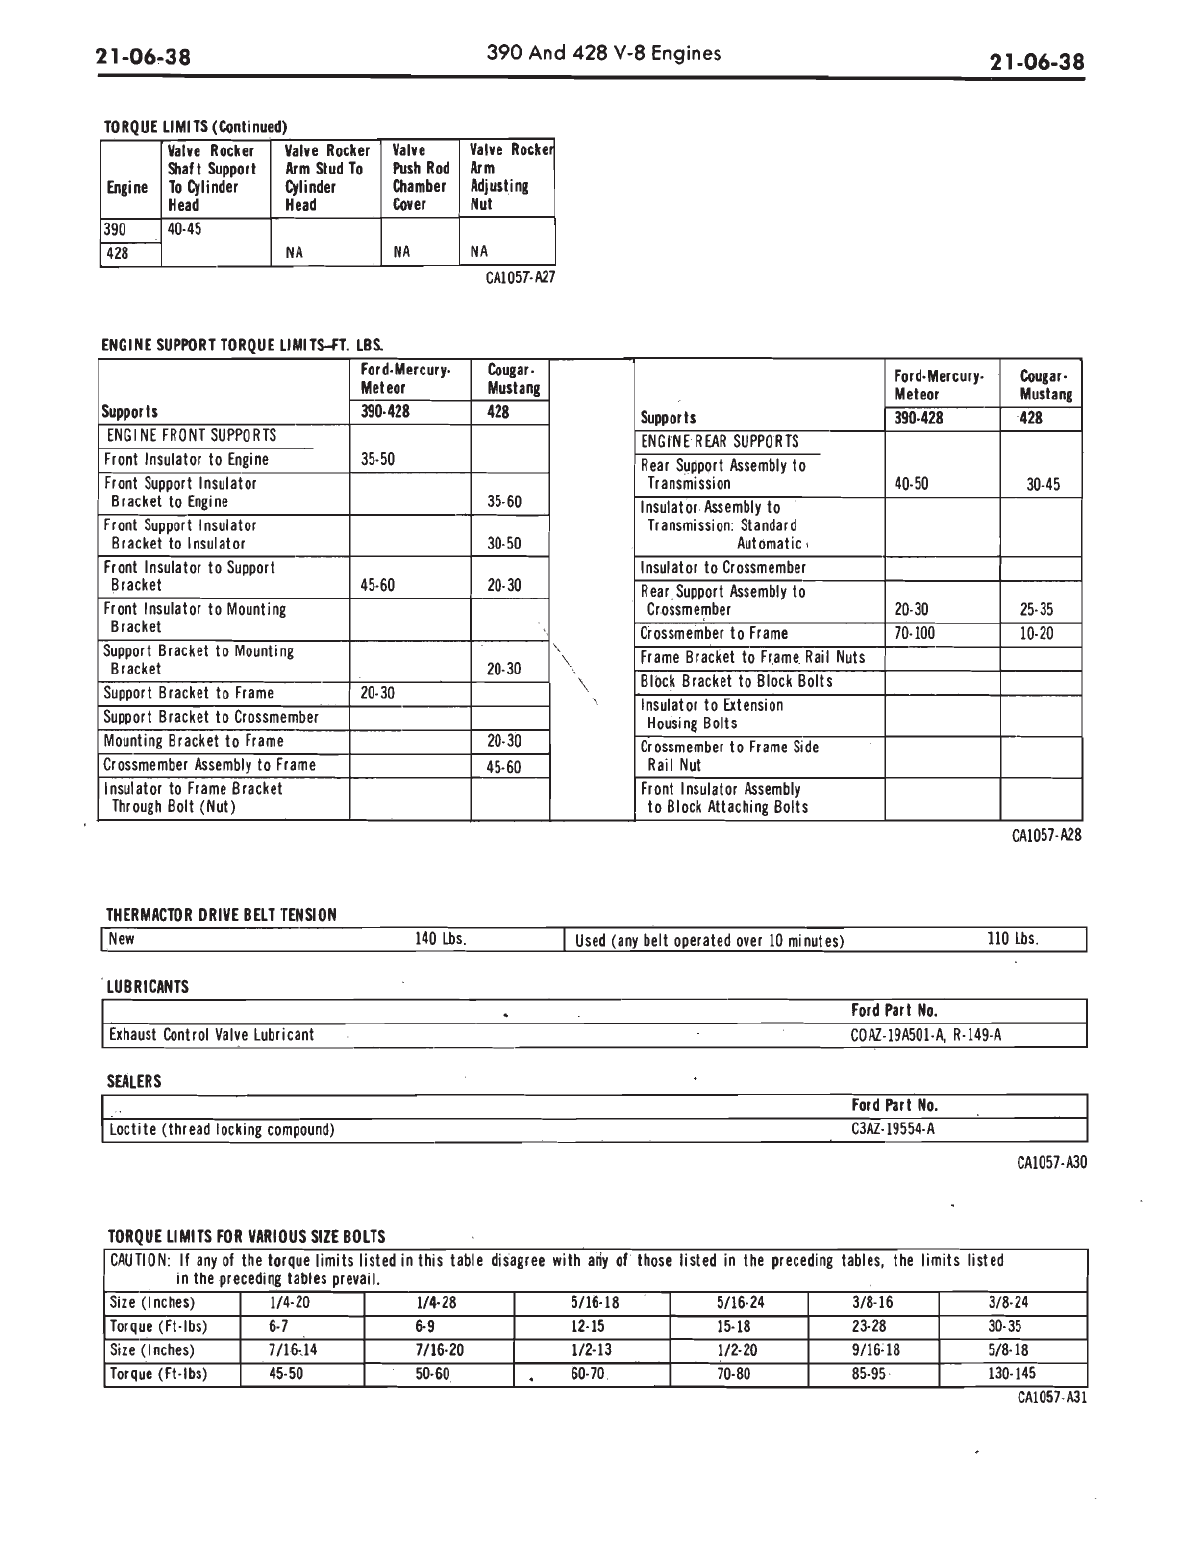 21-06-38
390 And 428 V-8 Engines
21-06-38
TORQUE LIMITS (Continued)
Engine
Valve Rocker
Shaft Support
To Cylinder
Head
Valve Rocker
Arm Stud To
Cylinder
Head
Valve
Push Rod
Chamber
Cover
Valve Rocker
Arm
Adjusting
Nut
390 40-45
428 NA NA NA
CA1057-A27
ENGINE SUPPORT TORQUE LIMITS-FT. LBS.
Supports
Ford-Mercury-
Meteor
Cougar-
Mustang
390-428 428
ENGINE FRONT SUPPORTS
Front Insulator to Engine 35-50
Front Support Insulator
Bracket to Engine 35-60
Front Support Insulator
Bracket to Insulator 30-50
Front Insulator to Support
Bracket 45-60 20-30
Front Insulator to Mounting
Bracket
Support Bracket to Mounting
Bracket 20-30
Support Bracket to Frame 20-30
Support Bracket to Crossmember
Mounting Bracket to Frame 20-30
Crossmember Assembly to Frame 45-60
Insulator to Frame Bracket
Through Bolt (Nut)
Supports
Ford-Mercury-
Meteor
Cougar-
Mustang
390-428 428
ENGINE REAR SUPPORTS
Rear Support Assembly to
Transmission 40-50 30-45
Insulator Assembly to
Transmission: Standard
Automatic
Insulator to Crossmember
Rear Support Assembly to
Crossmember 20-30 25-35
Crossmember to Frame 70-100 10-20
Frame Bracket to Frame Rail Nuts
Block Bracket to Block Bolts
Insulator to Extension
Housing Bolts
Crossmember to Frame Side
Rail Nut
Front Insulator Assembly
to Block Attaching Bolts
CA1057-A28
THERMACTOR DRIVE BELT TENSION
New 140 Lbs. Used (any belt operated over 10 minutes) 110 Lbs.
LUBRICANTS
Ford Part No.
Exhaust Control Valve Lubricant COAZ-19A501-A, R-149-A
SEALERS
Ford Part No.
Loctite (thread locking compound) C3AZ-19554-A
CA1057-A30
TORQUE LIMITS FOR VARIOUS SIZE BOLTS
CAUTION: If any of the torque limits listed in this table disagree with any of those listed in the preceding tables, the limits listed
in the preceding tables prevail.
Size (Inches) 1/4-20 1/4-28 5/16-18 5/16-24 3/8-16 3/8-24
Torque (Ft-lbs) 6-7 6-9 12-15 15-18 23-28 30-35
Size (Inches) 7/16-14 7/16-20 1/2-13 1/2-20 9/16-18 5/8-18
Torque (Ft-lbs) 45-50 50-60 60-70 70-80 85-95 130-145
CA1057-A31